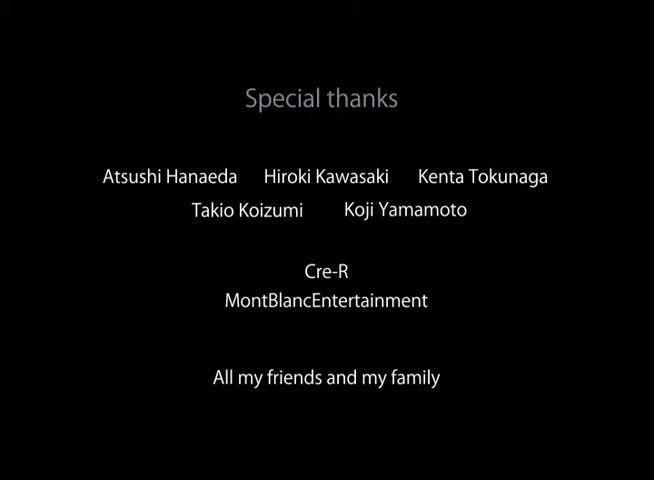 Special thanks
Atsushi Hanaeda Hiroki Kawasaki Kenta Tokunaga
Takio Koizumi Koji Yamamoto
Cre-R
MontBlancEntertainment
All my friends and my family